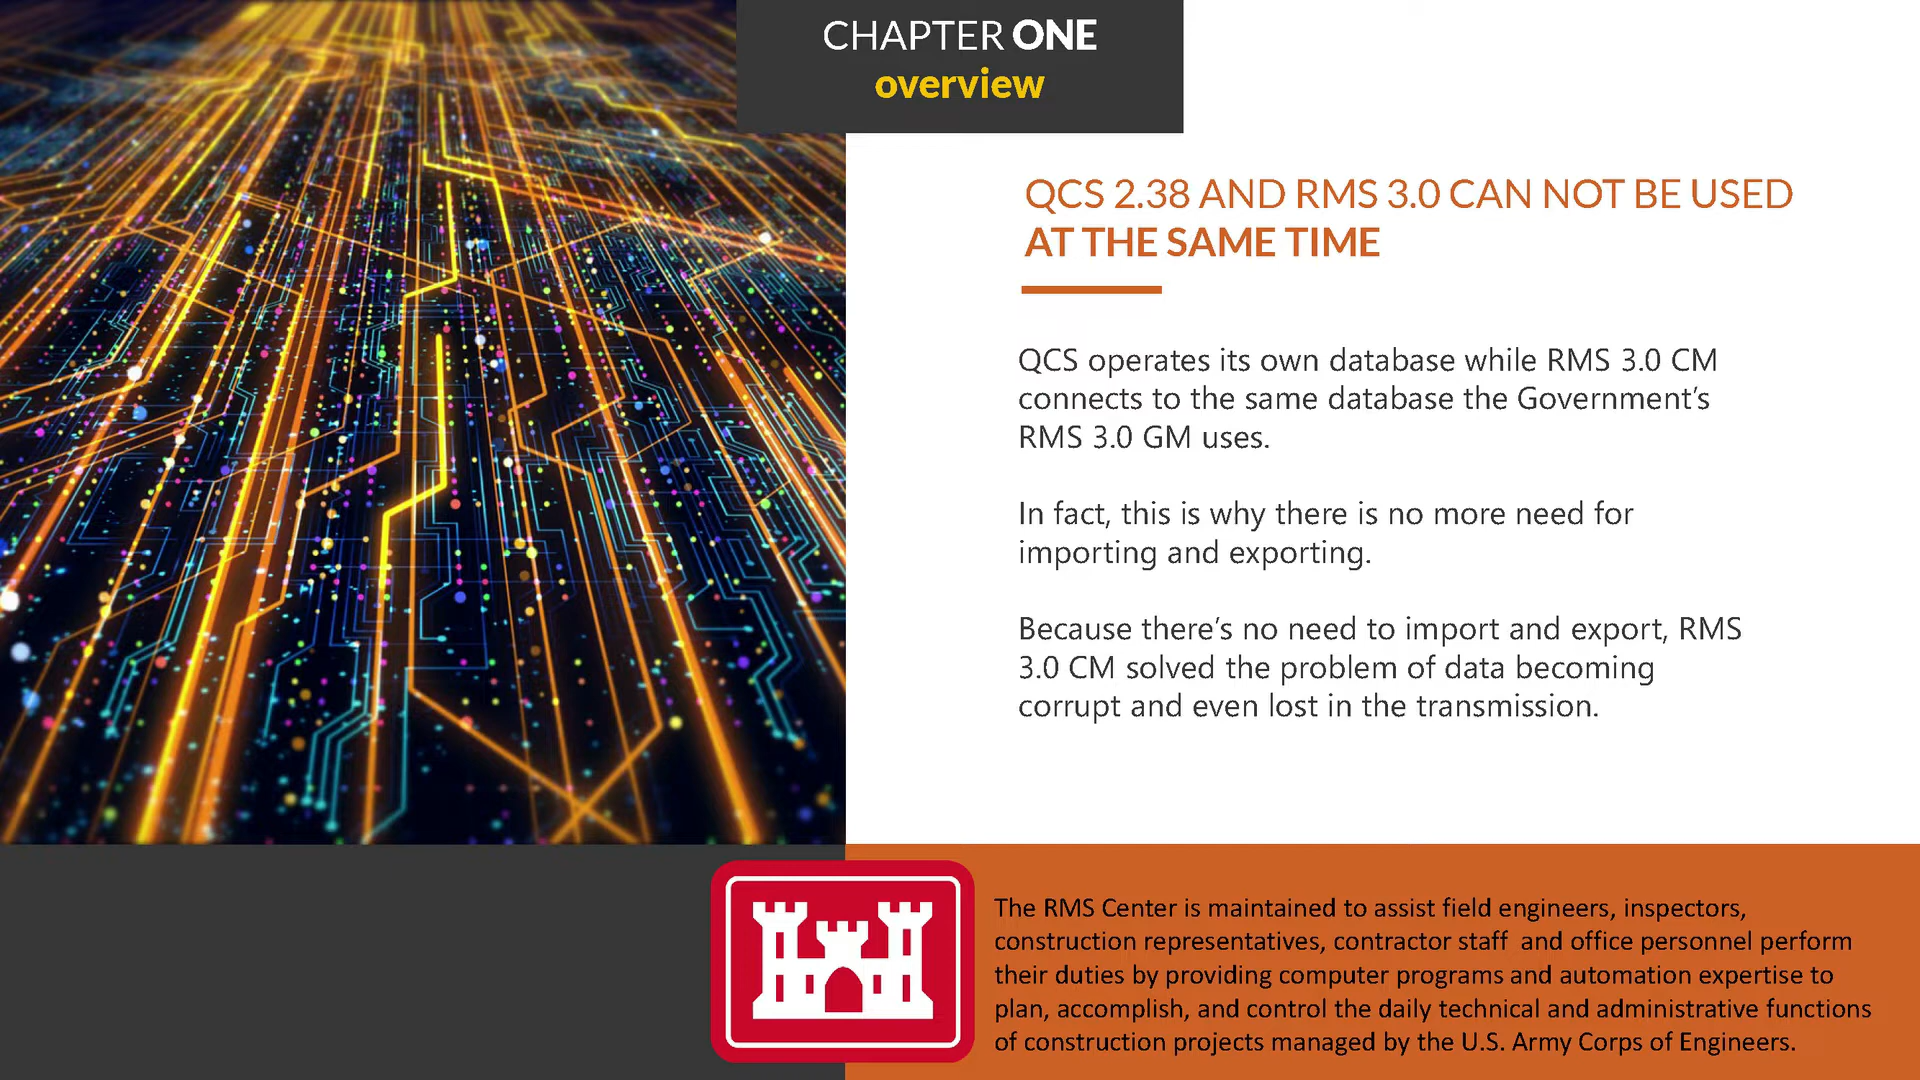 CHAPTER ONE
overview
QCS 2.38 AND RMS 3.0 CAN NOT BE USED
AT THE SAME TIME
QCS operates its own database while RMS 3.0 CM
connects to the same database the Government’s
RMS 3.0 GM uses.
In fact, this is why there is no more need for
importing and exporting.
Because there’s no need to import and export, RMS
3.0 CM solved the problem of data becoming
corrupt and even lost in the transmission.
The RMS Center is maintained to assist field engineers, inspectors,
construction representatives, contractor staff and office personnel perform
their duties by providing computer programs and automation expertise to
plan, accomplish, and control the daily technical and administrative functions
of construction projects managed by the U.S. Army Corps of Engineers.